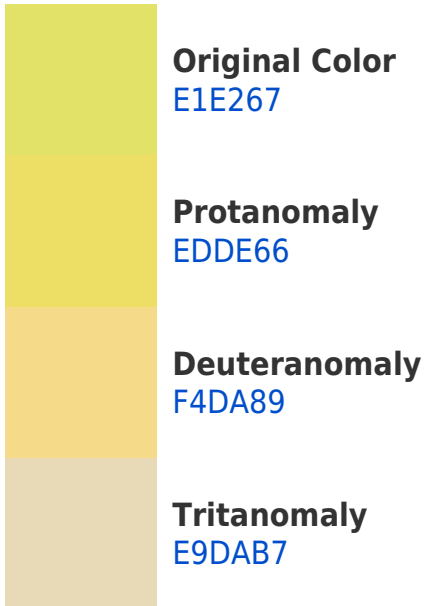 Original Color
E1E267
Protanomaly
EDDE66
Deuteranomaly
F4DA89
Tritanomaly
E9DAB7